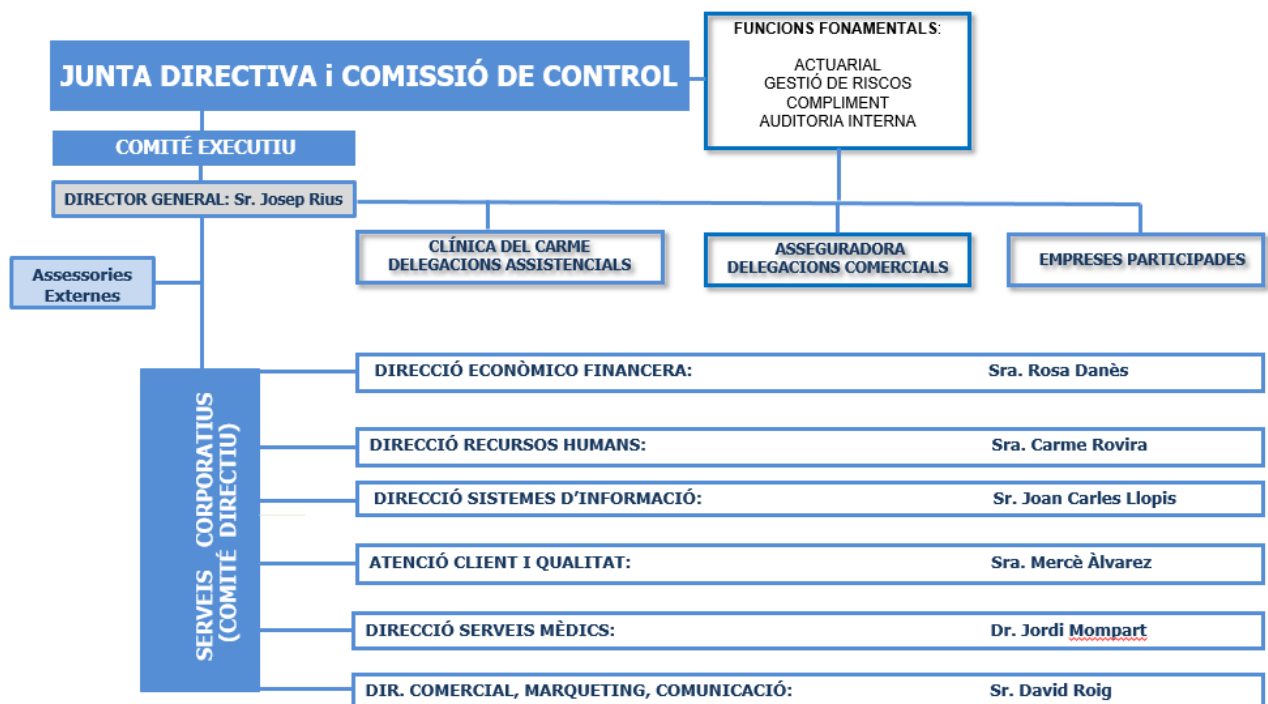 FUNCIONS FONAMENTALS:
ACTUARIAL
GESTIÓ DE RISCOS
COMPLIMENT
AUDITORIA INTERNA
JUNTA DIRECTIVA i COMISSIÓ DE CONTROL
COMITÉ EXECUTIU
DIRECTOR GENERAL: Sr. Josep Rius
CLÍNICA DEL CARME
DELEGACIONS ASSISTENCIALS
ASSEGURADORA
DELEGACIONS COMERCIALS
EMPRESES PARTICIPADES
Assessories
Externes
SERVEIS CORPORATIUS
(COMITÉ DIRECTIU)
DIRECCIÓ ECONÒMICO FINANCERA: Sra. Rosa Danès
DIRECCIÓ RECURSOS HUMANS: Sra. Carme Rovira
DIRECCIÓ SISTEMES D’INFORMACIÓ: Sr. Joan Carles Llopis
ATENCIÓ CLIENT I QUALITAT: Sra. Mercè Àlvarez
DIRECCIÓ SERVEIS MÈDICS: Dr. Jordi Mompart
DIR. COMERCIAL, MARQUETING, COMUNICACIÓ: Sr. David Roig